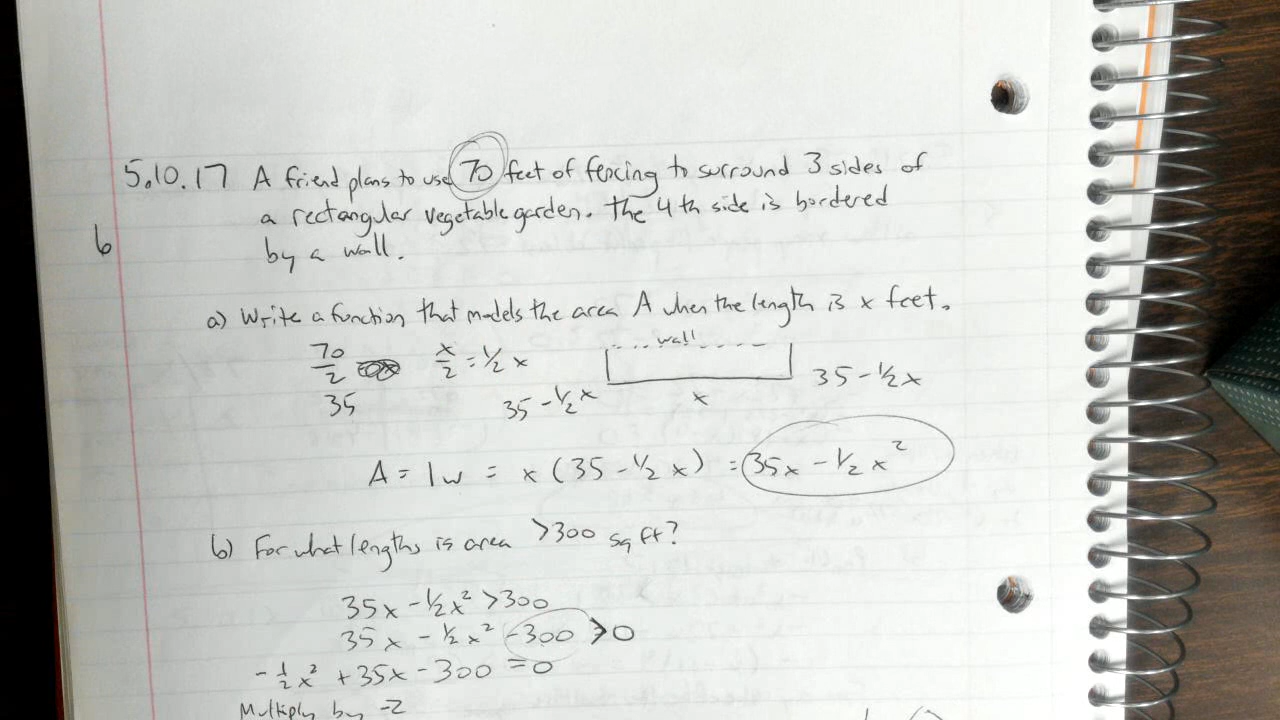 5.10.17 A friend plans to use 70 feet of fencing to surround 3 sides of
a rectangular vegetable garden. The 4th side is bordered
6
by a wall.
a) Write a function that models the area A when the length is x feet.
70/2 x/2 = 1/2 x wall
35 35 - 1/2 x x 35 - 1/2 x
A = lw = x (35 - 1/2 x) = 35x - 1/2 x²
b) For what lengths is area >300 sq ft?
35x - 1/2 x² >300
35x - 1/2 x² - 300 > 0
- 1/2 x² + 35x - 300 = 0
Multiply by -2